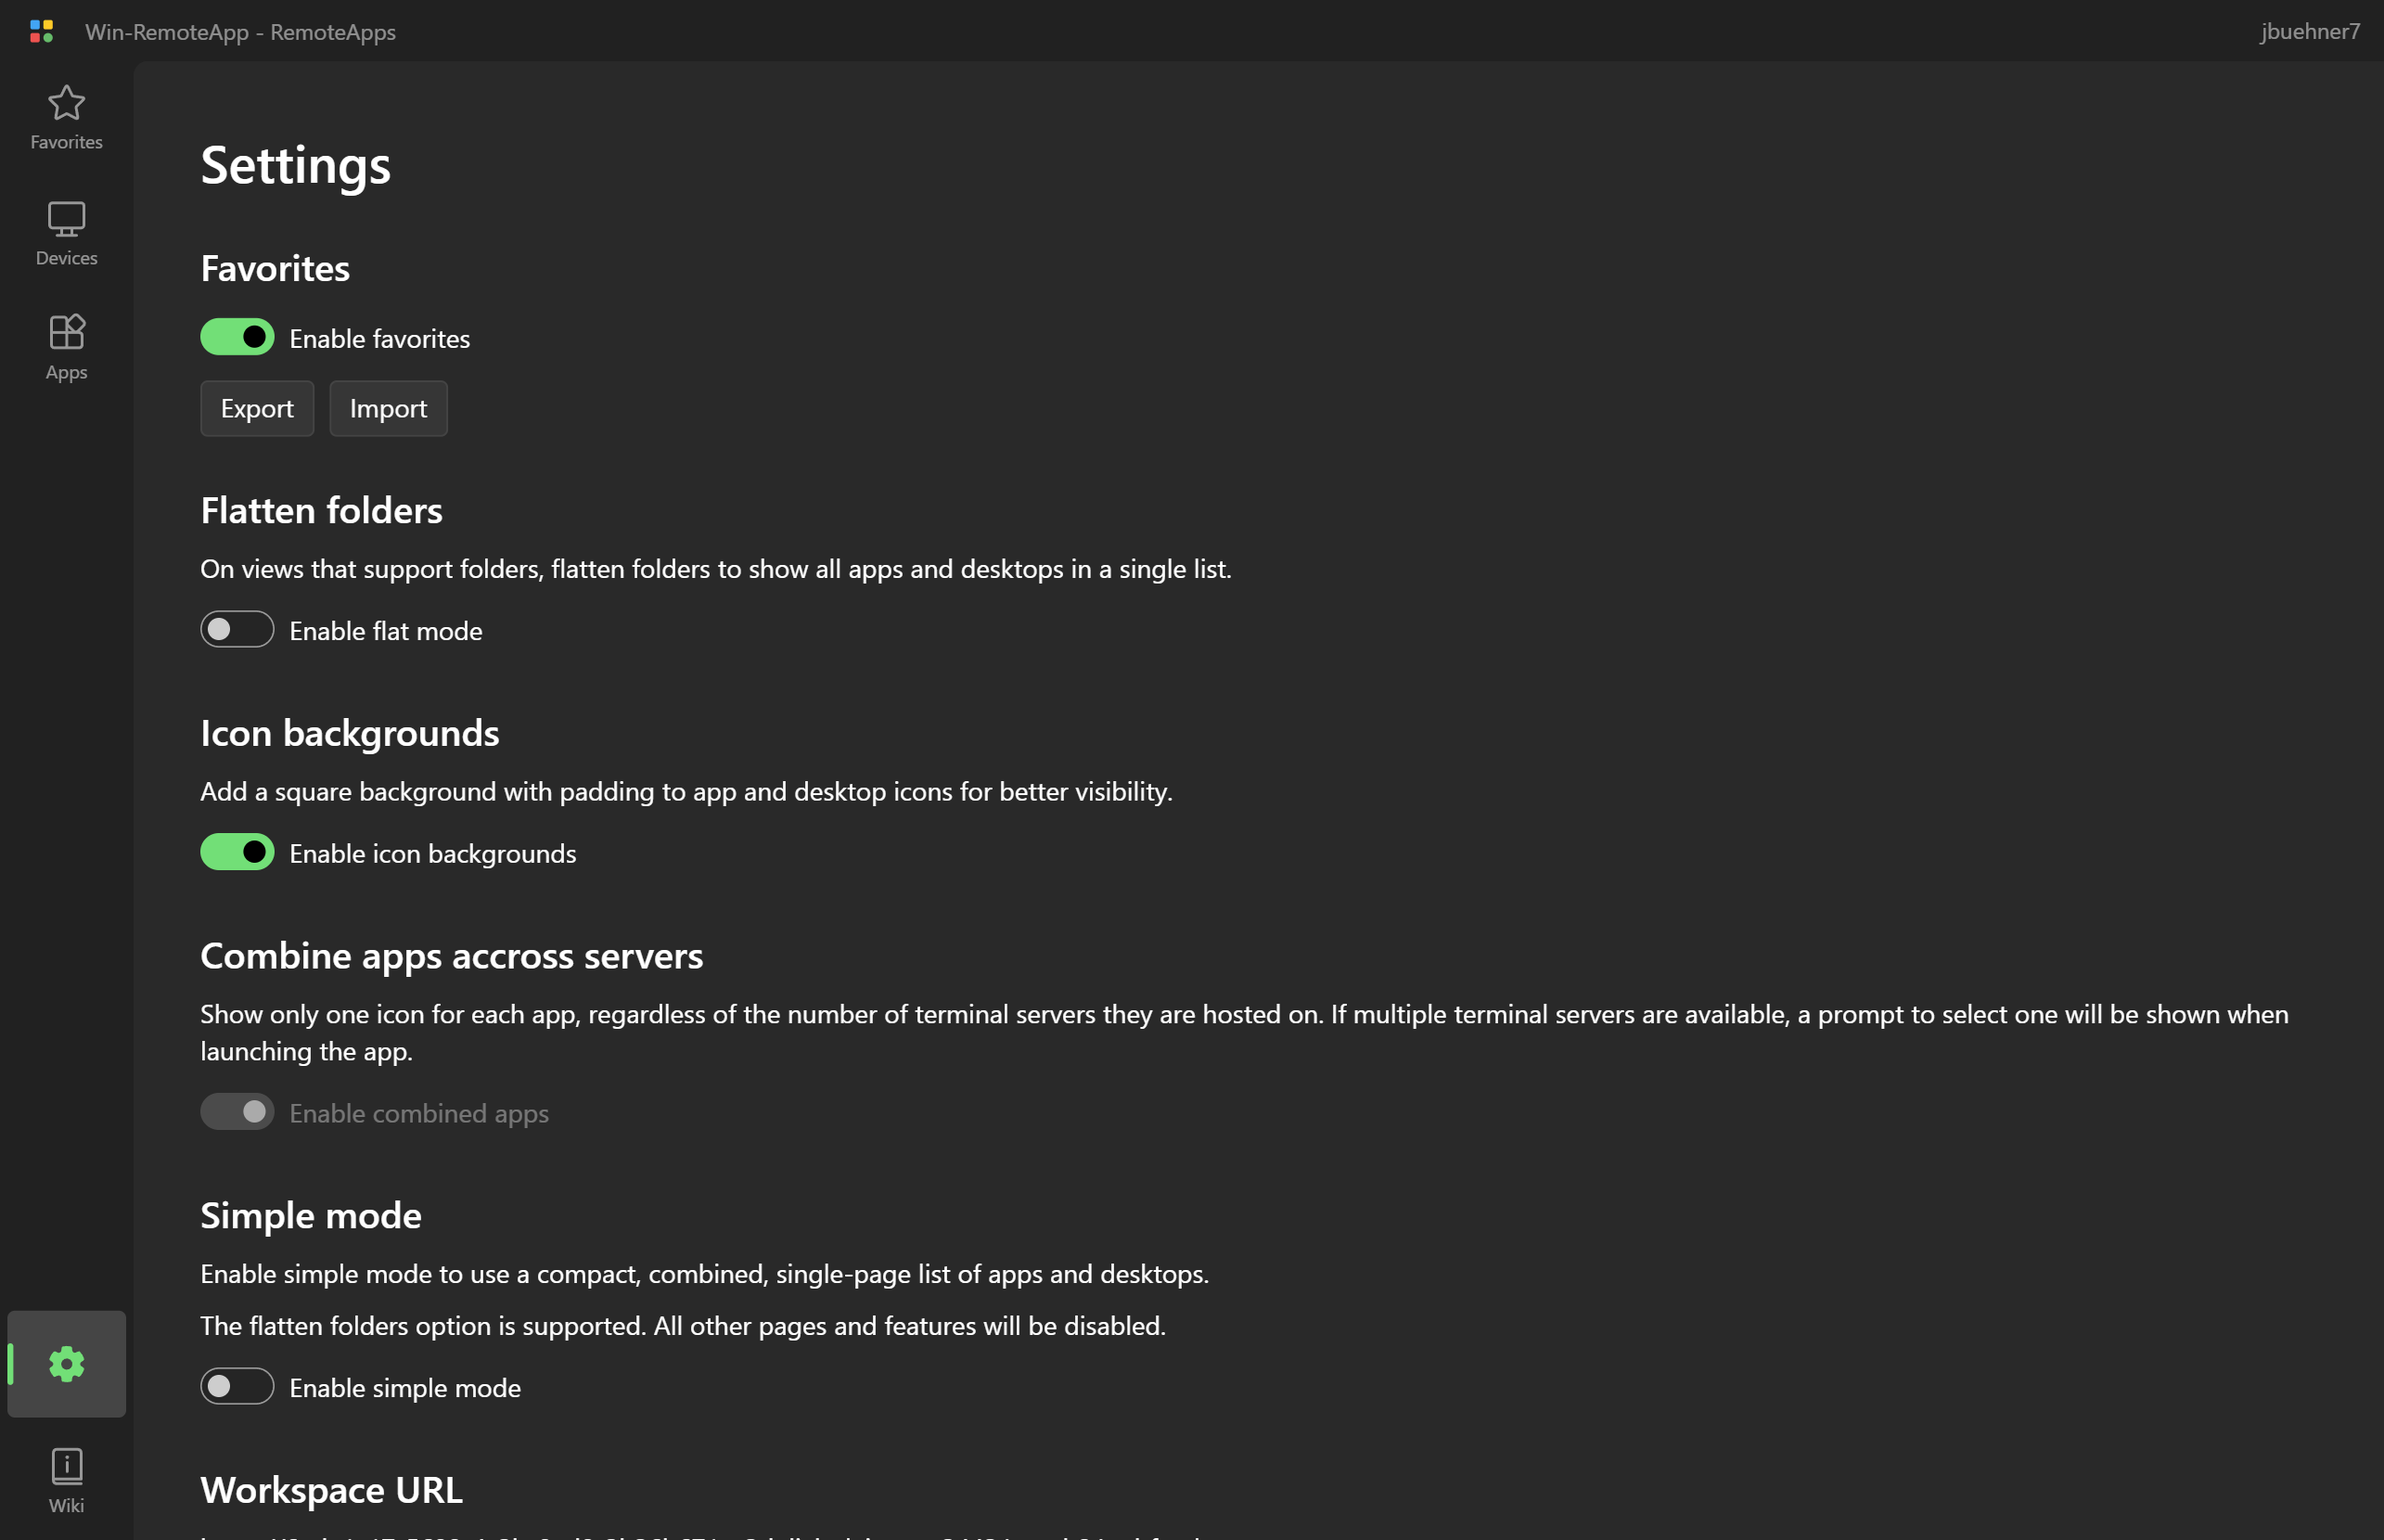 Win-RemoteApp - RemoteApps
jbuehner7
Favorites
Devices
Apps
Wiki
Settings
Favorites
Enable favorites
Export
Import
Flatten folders
On views that support folders, flatten folders to show all apps and desktops in a single list.
Enable flat mode
Icon backgrounds
Add a square background with padding to app and desktop icons for better visibility.
Enable icon backgrounds
Combine apps accross servers
Show only one icon for each app, regardless of the number of terminal servers they are hosted on. If multiple terminal servers are available, a prompt to select one will be shown when
launching the app.
Enable combined apps
Simple mode
Enable simple mode to use a compact, combined, single-page list of apps and desktops.
The flatten folders option is supported. All other pages and features will be disabled.
Enable simple mode
Workspace URL